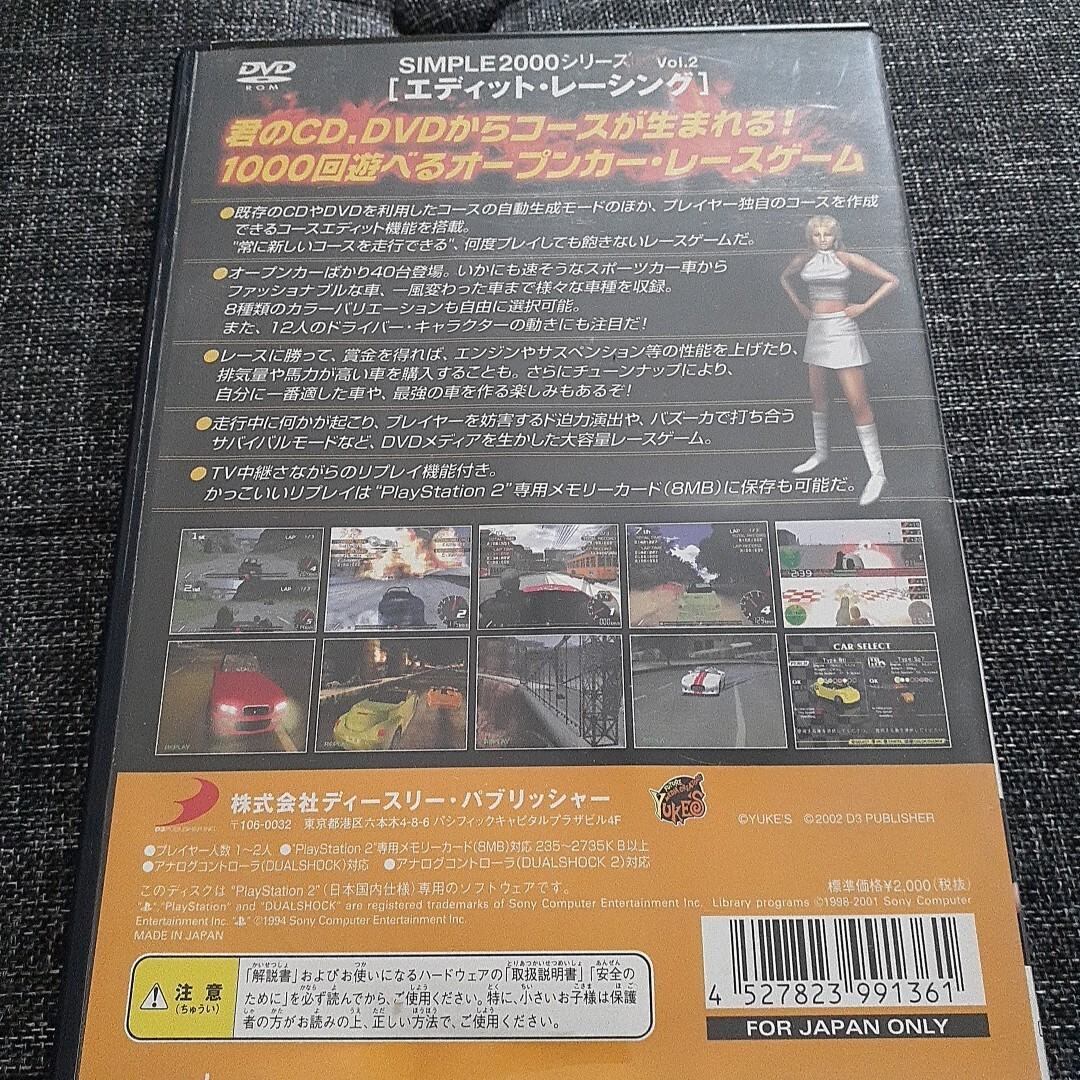 DVD
ROM
SIMPLE2000シリーズ Vol.2
[エディット・レーシング]
君のCD.DVDからコースが生まれる!
1000回遊べるオープンカー・レースゲーム
●既存のCDやDVDを利用したコースの自動生成モードのほか、プレイヤー独自のコースを作成
できるコースエディット機能を搭載。
"常に新しいコースを走行できる"、何度プレイしても飽きないレースゲームだ。
●オープンカーばかり40台登場。いかにも速そうなスポーツカー車から
ファッショナブルな車、一風変わった車まで様々な車種を収録。
8種類のカラーバリエーションも自由に選択可能。
また、12人のドライバー・キャラクターの動きにも注目だ!
●レースに勝って、賞金を得れば、エンジンやサスペンション等の性能を上げたり、
排気量や馬力が高い車を購入することも。さらにチューンナップにより、
自分に一番適した車や、最強の車を作る楽しみもあるぞ!
●走行中に何かが起こり、プレイヤーを妨害するド迫力演出や、バズーカで打ち合う
サバイバルモードなど、DVDメディアを生かした大容量レースゲーム。
●TV中継さながらのリプレイ機能付き。
かっこいいリプレイは"PlayStation 2"専用メモリーカード(8MB)に保存も可能だ。
1st
LAP
2nd
LAP
7th
LAP
239
REPLAY
REPLAY
REPLAY
REPLAY
CAR SELECT
D3PUBLISHER INC.
株式会社ディースリー・パブリッシャー
〒106-0032 東京都港区六本木4-8-6 パシフィックキャピタルプラザビル4F
YUKE'S
©YUKE'S ©2002 D3 PUBLISHER
●プレイヤー人数 1~2人 ●"PlayStation 2"専用メモリーカード(8MB)対応 235~2735KB以上
●アナログコントローラ(DUALSHOCK)対応 ●アナログコントローラ(DUALSHOCK 2)対応
このディスクは "PlayStation 2"(日本国内仕様)専用のソフトウェアです。
標準価格¥2,000(税抜)
" ","PlayStation" and "DUALSHOCK" are registered trademarks of Sony Computer Entertainment Inc. Library programs ©1998-2001 Sony Computer
Entertainment Inc. " " ©1994 Sony Computer Entertainment Inc.
MADE IN JAPAN
注意
(ちゅうい)
「解説書」およびお使いになるハードウェアの「取扱説明書」「安全の
ために」を必ず読んでから、ご使用ください。特に、小さいお子様は保護
者の方がお読みの上、正しい方法で、ご使用ください。
4 527823 991361
FOR JAPAN ONLY